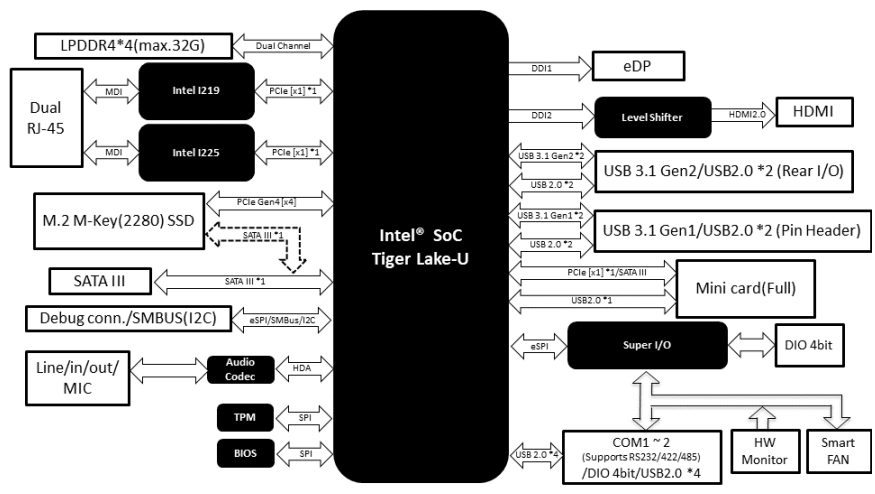 LPDDR4*4(max.32G)
Dual Channel
Dual
RJ-45
MDI
Intel I219
PCIe [x1] *1
MDI
Intel I225
PCIe [x1] *1
M.2 M-Key(2280) SSD
PCIe Gen4 [x4]
SATA III *1
SATA III
SATA III *1
Debug conn./SMBUS(I2C)
eSPI/SMBus/I2C
Line/in/out/
MIC
Audio
Codec
HDA
TPM
SPI
BIOS
SPI
Intel® SoC
Tiger Lake-U
DDI1
eDP
DDI2
Level Shifter
HDMI2.0
HDMI
USB 3.1 Gen2 *2
USB 2.0 *2
USB 3.1 Gen2/USB2.0 *2 (Rear I/O)
USB 3.1 Gen1 *2
USB 2.0 *2
USB 3.1 Gen1/USB2.0 *2 (Pin Header)
PCIe [x1] *1/SATA III
USB2.0 *1
Mini card(Full)
eSPI
Super I/O
DIO 4bit
USB 2.0 *4
COM1 ~ 2
(Supports RS232/422/485)
/DIO 4bit/USB2.0 *4
HW
Monitor
Smart
FAN